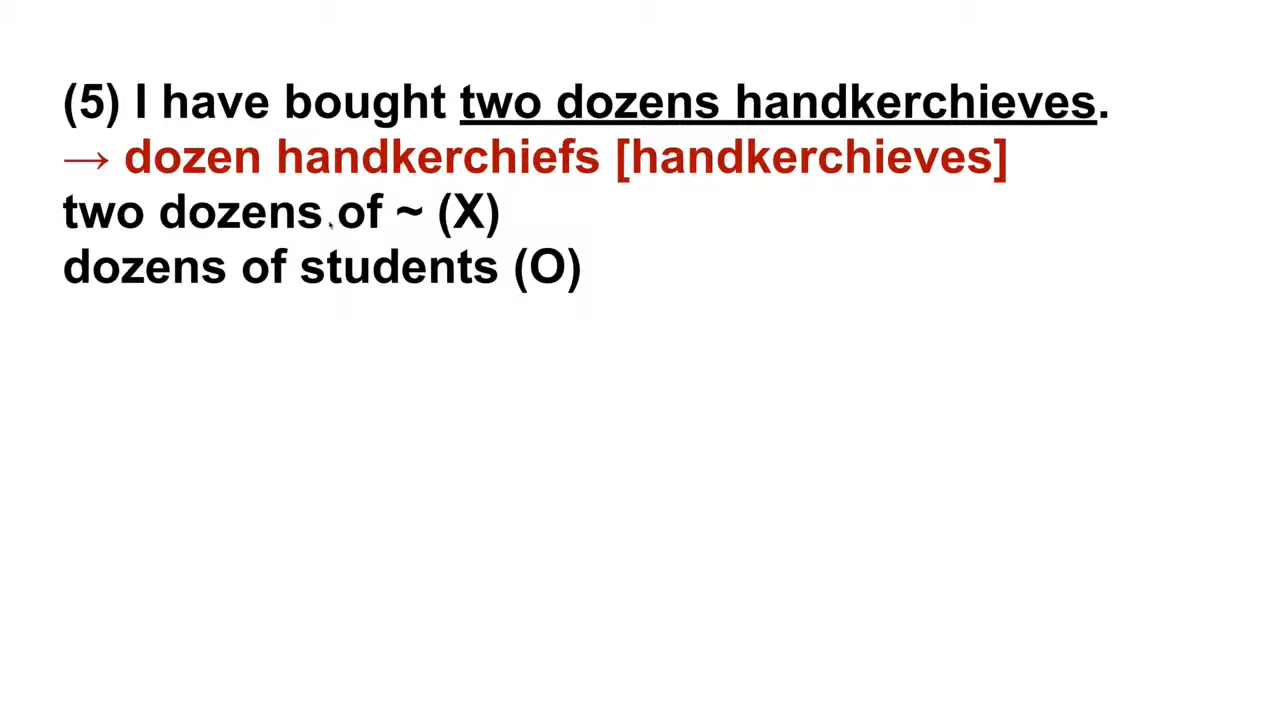 (5) I have bought two dozens handkerchieves.
→ dozen handkerchiefs [handkerchieves]
two dozens of ~ (X)
dozens of students (O)